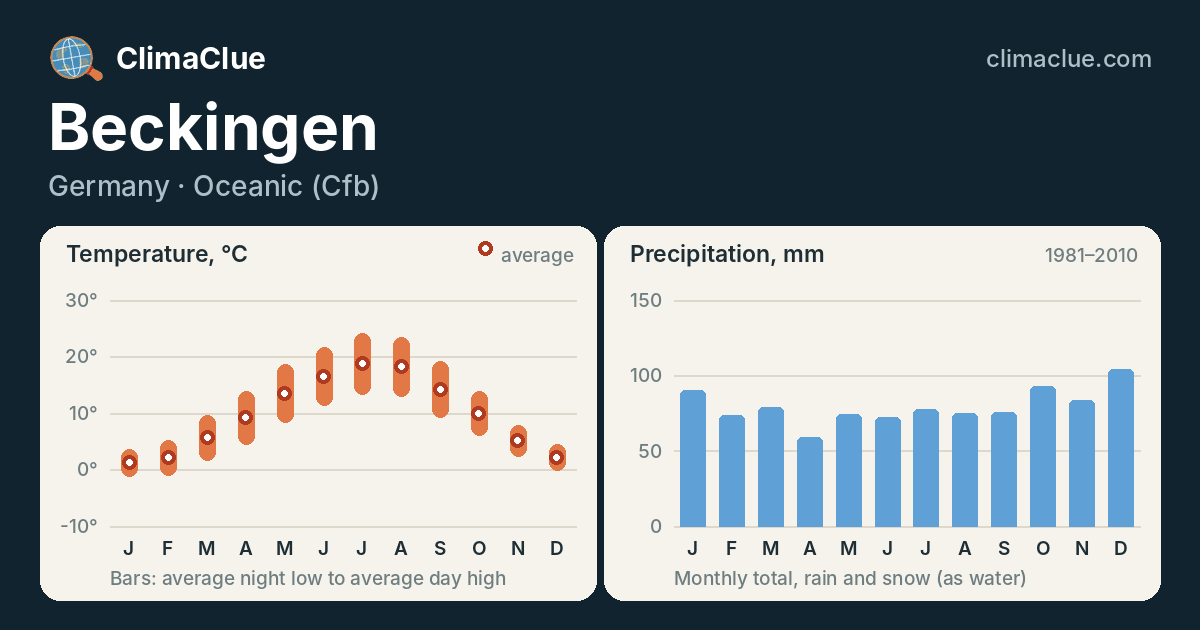 ClimaClue
climaclue.com
Beckingen
Germany · Oceanic (Cfb)
Temperature, °C
average
30°
20°
10°
0°
-10°
J F M A M J J A S O N D
Bars: average night low to average day high
Precipitation, mm
1981–2010
150
100
50
0
J F M A M J J A S O N D
Monthly total, rain and snow (as water)